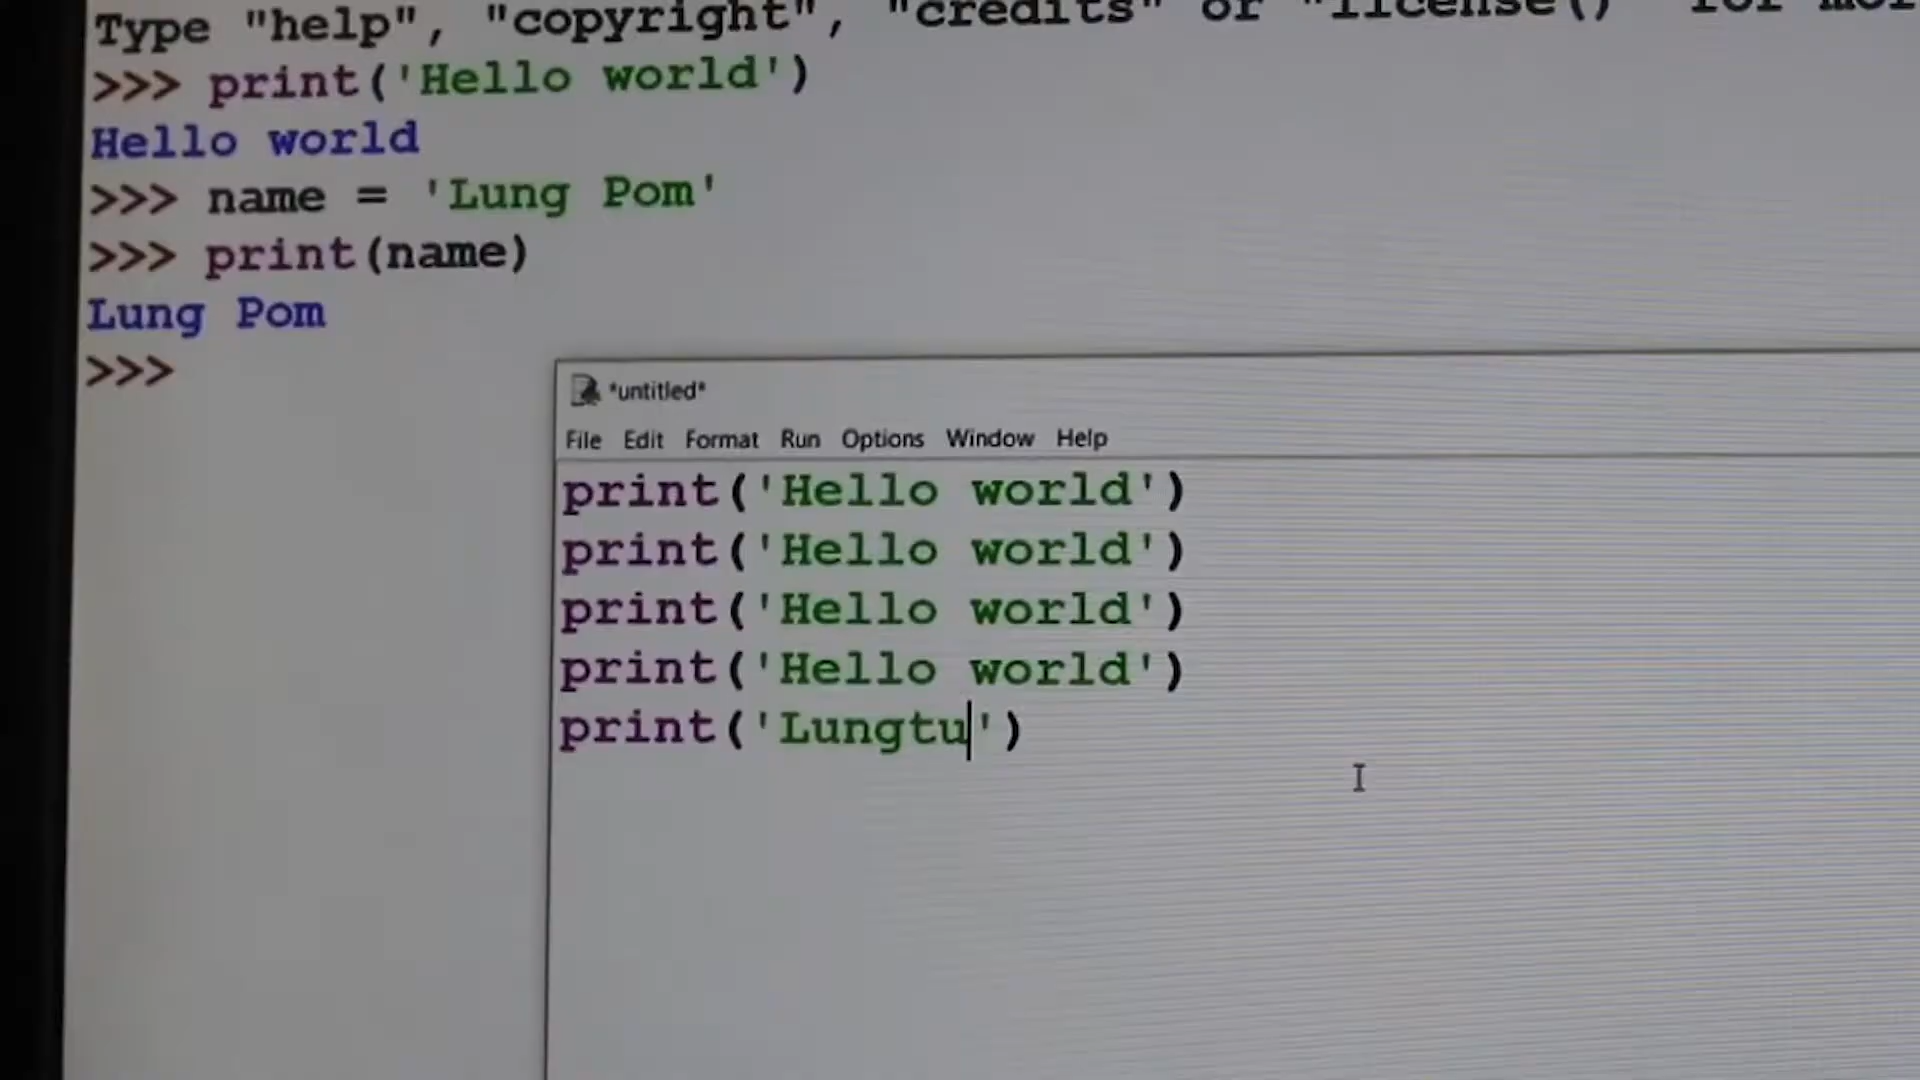 Type "help", "copyright", "credits" or "license()" for
>>> print('Hello world')
Hello world
>>> name = 'Lung Pom'
>>> print(name)
Lung Pom
>>>
*untitled*
File Edit Format Run Options Window Help
print('Hello world')
print('Hello world')
print('Hello world')
print('Hello world')
print('Lungtu')